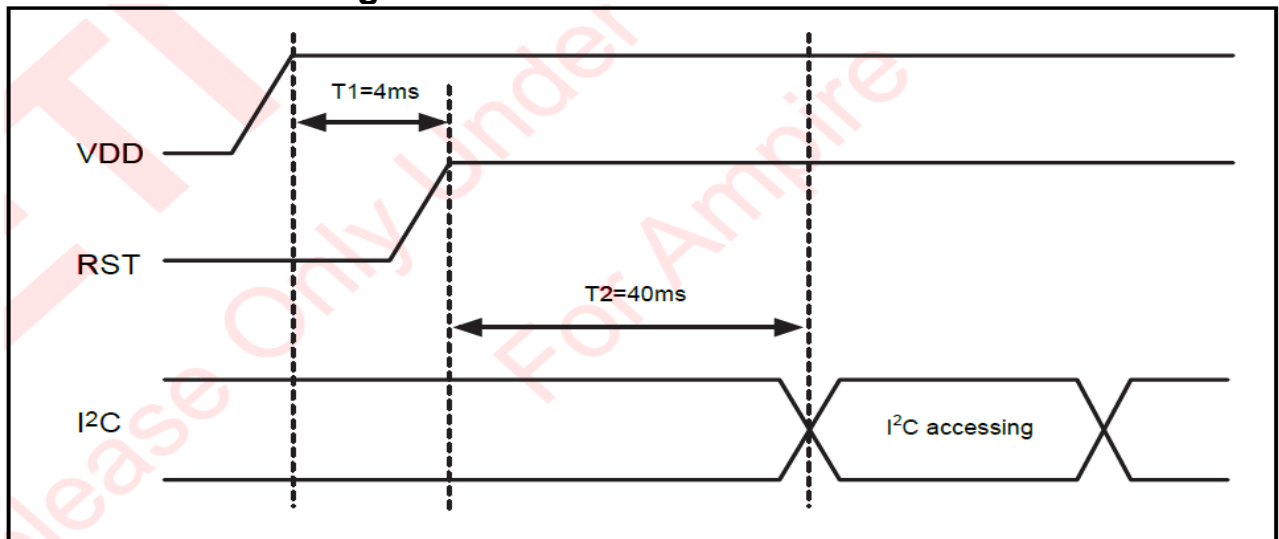 T1=4ms
VDD
RST
T2=40ms
I²C
I²C accessing
Please Only Under
For Ampire